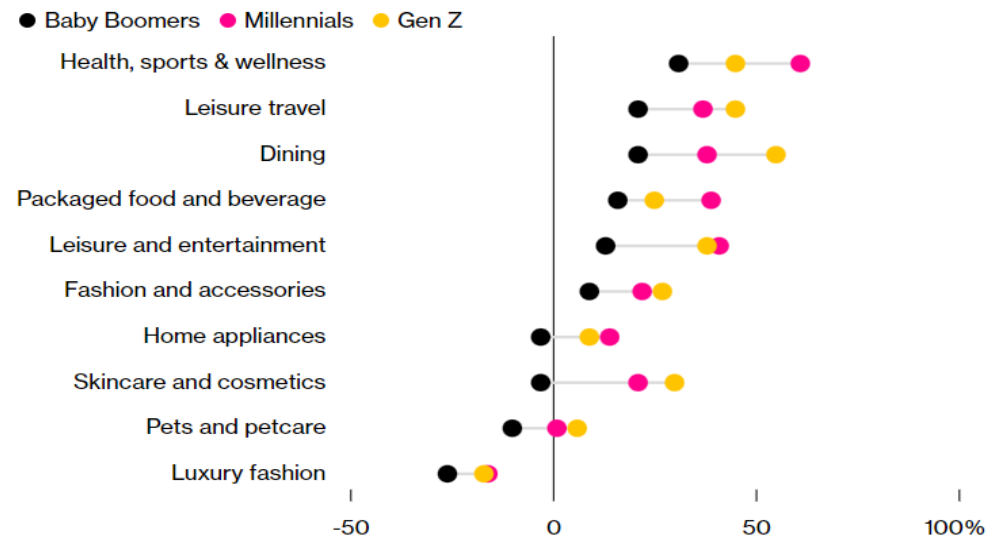 Baby Boomers Millennials Gen Z
Health, sports & wellness
Leisure travel
Dining
Packaged food and beverage
Leisure and entertainment
Fashion and accessories
Home appliances
Skincare and cosmetics
Pets and petcare
Luxury fashion
-50 0 50 100%